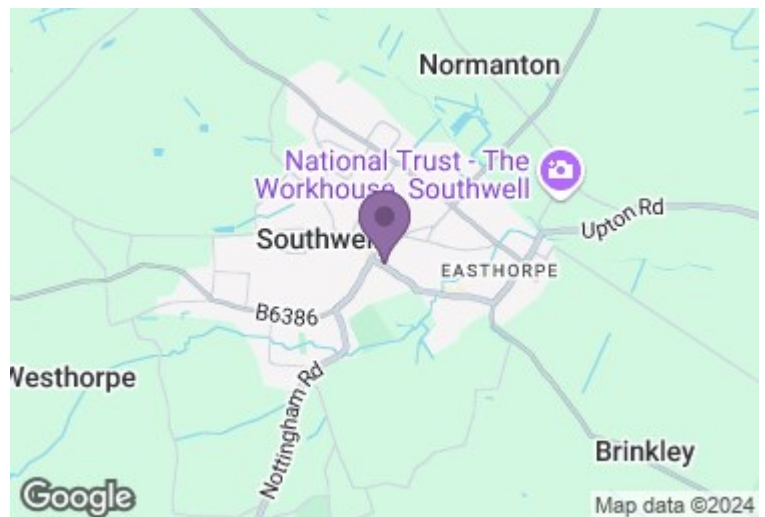 Normanton
National Trust - The
Workhouse, Southwell
Upton Rd
Southwell
EASTHORPE
B6386
Westhorpe
Nottingham Rd
Brinkley
Google
Map data ©2024